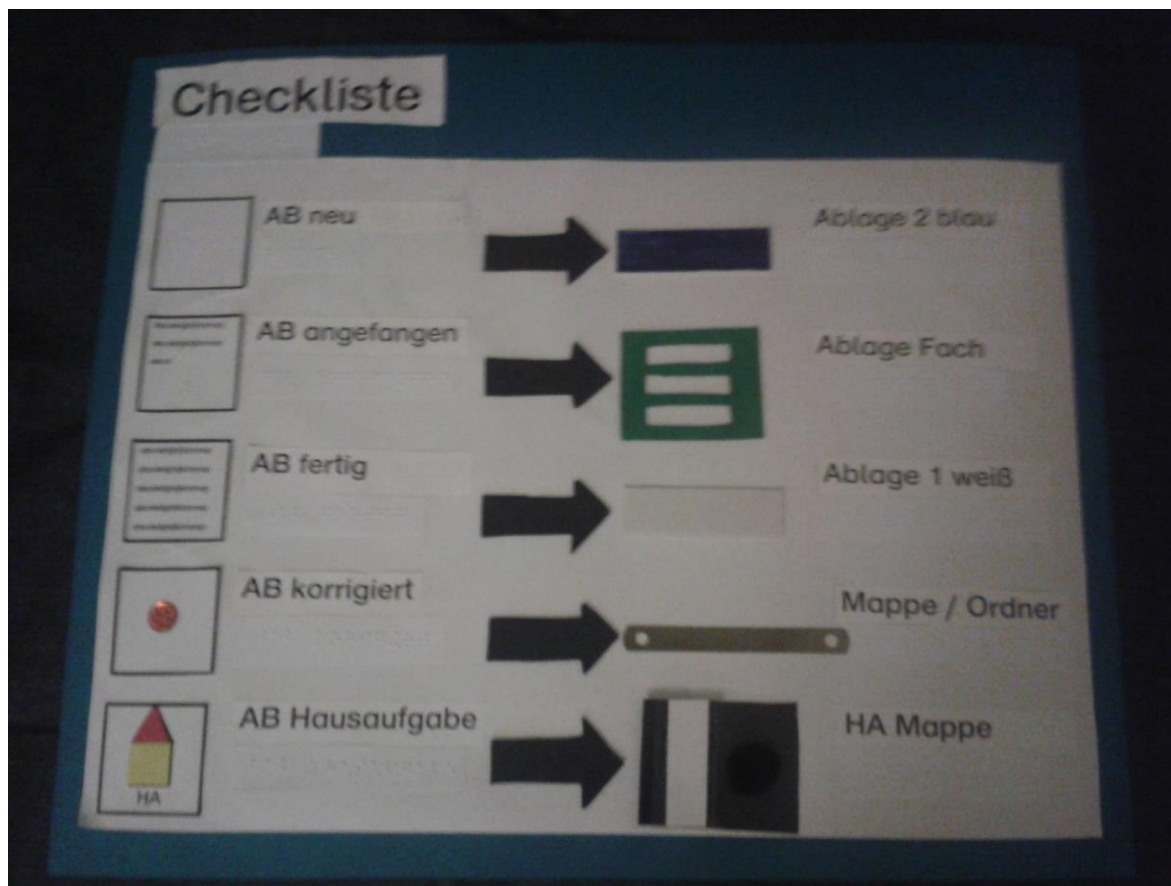 Checkliste
AB neu
Ablage 2 blau
AB angefangen
Ablage Fach
AB fertig
Ablage 1 weiß
AB korrigiert
Mappe / Ordner
AB Hausaufgabe
HA Mappe
HA